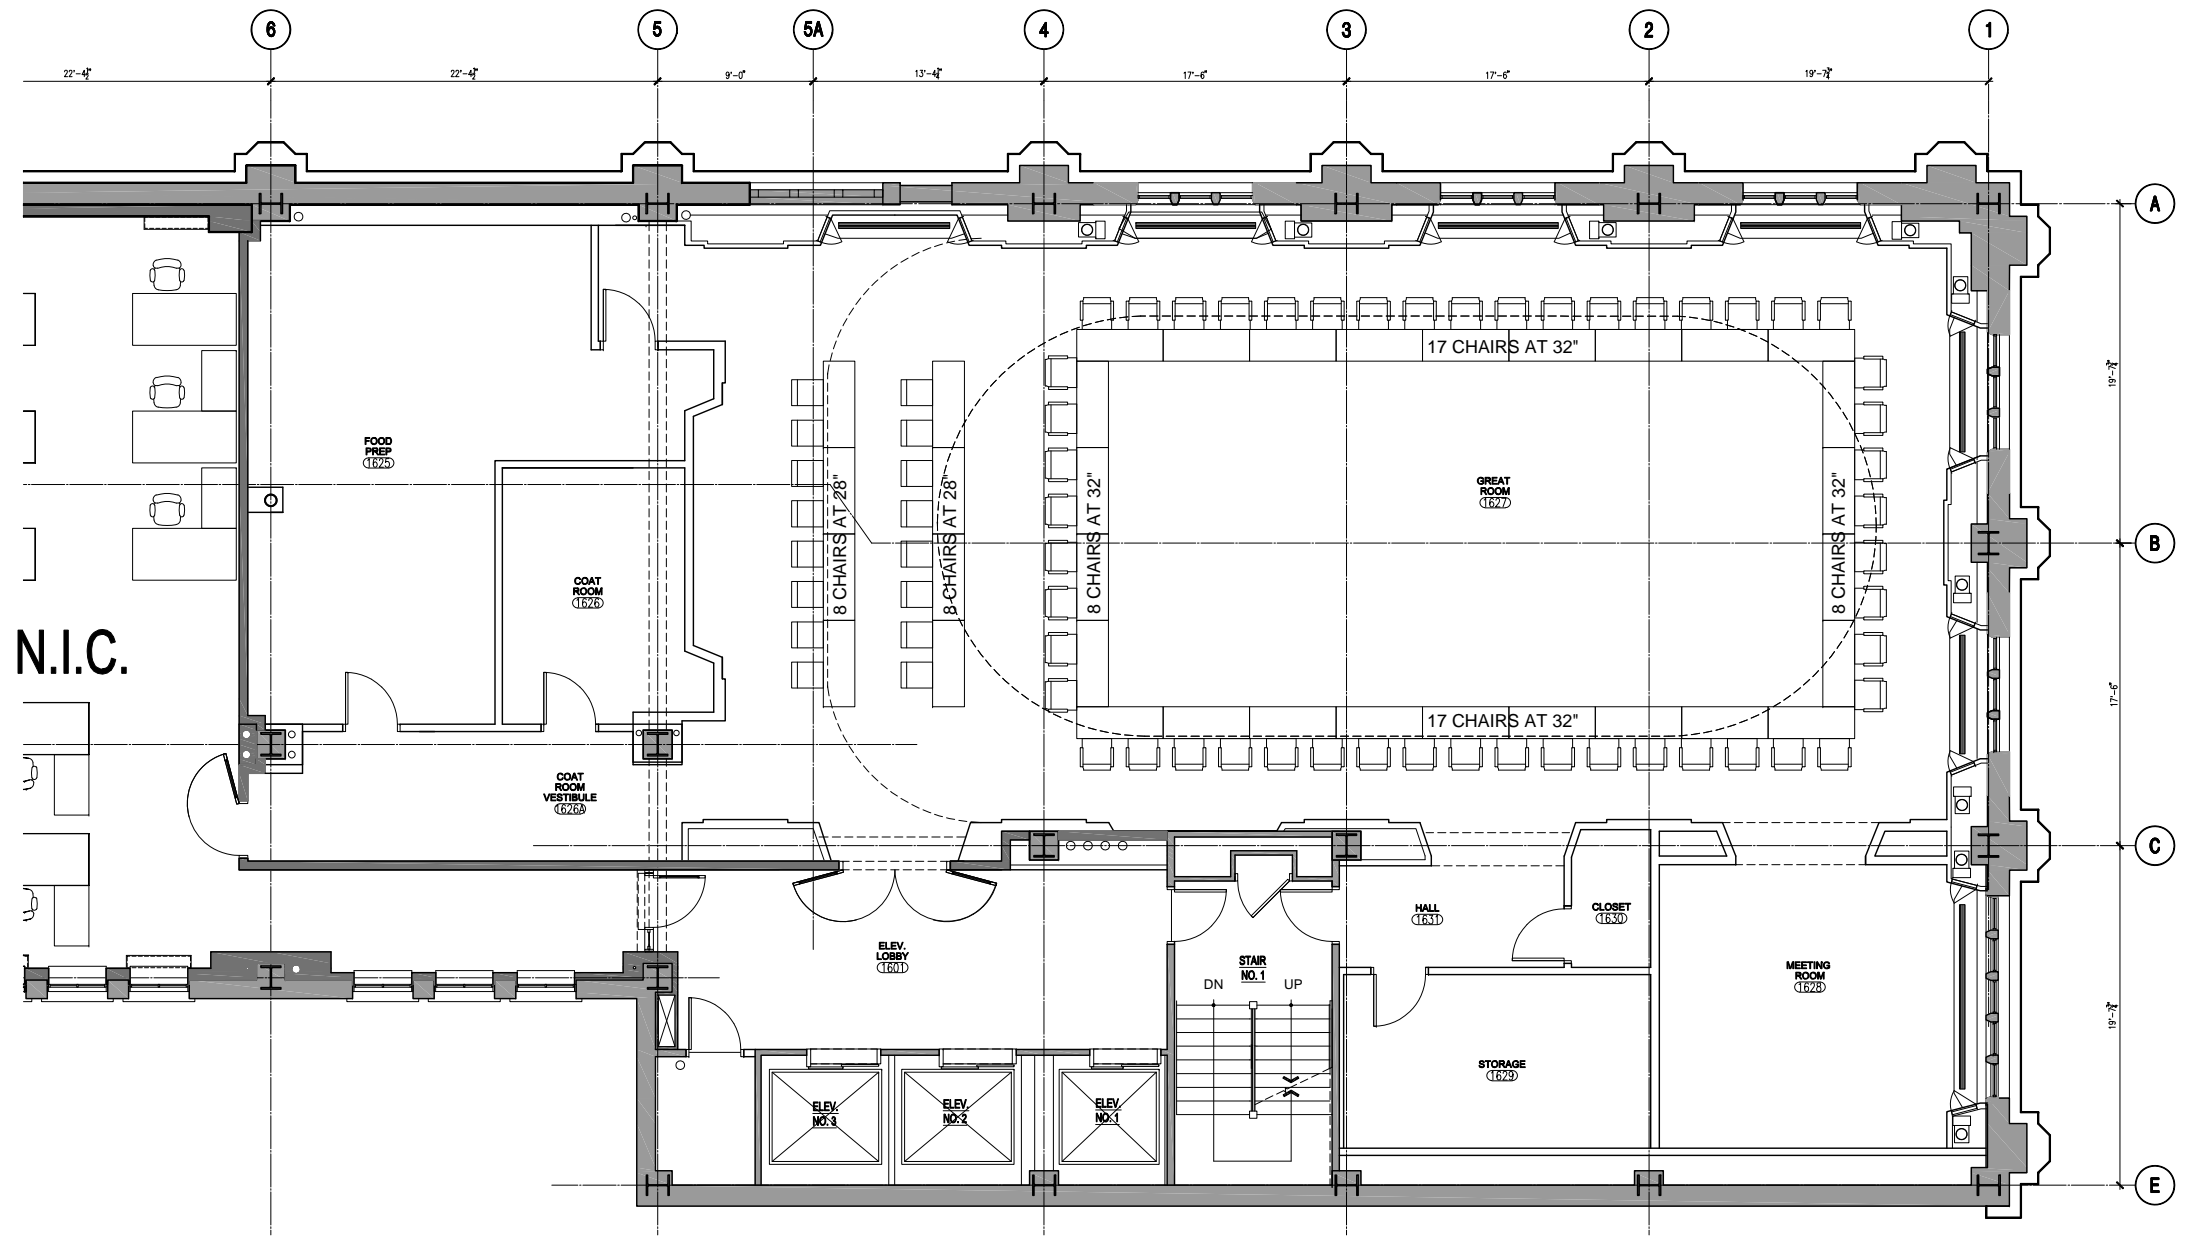 6
5
5A
4
3
2
1
22'-4½"
22'-4½"
9'-0"
13'-4½"
17'-6"
17'-6"
19'-7¾"
A
19'-7¾"
17 CHAIRS AT 32"
FOOD
PREP
1625
8 CHAIRS AT 28"
8 CHAIRS AT 28"
8 CHAIRS AT 32"
GREAT
ROOM
1627
8 CHAIRS AT 32"
B
COAT
ROOM
1626
N.I.C.
17'-6"
17 CHAIRS AT 32"
COAT
ROOM
VESTIBULE
1626A
C
HALL
1631
CLOSET
1630
ELEV.
LOBBY
1601
STAIR
NO. 1
MEETING
ROOM
1628
DN
UP
19'-7¾"
STORAGE
1629
ELEV.
NO. 3
ELEV.
NO. 2
ELEV.
NO. 1
E